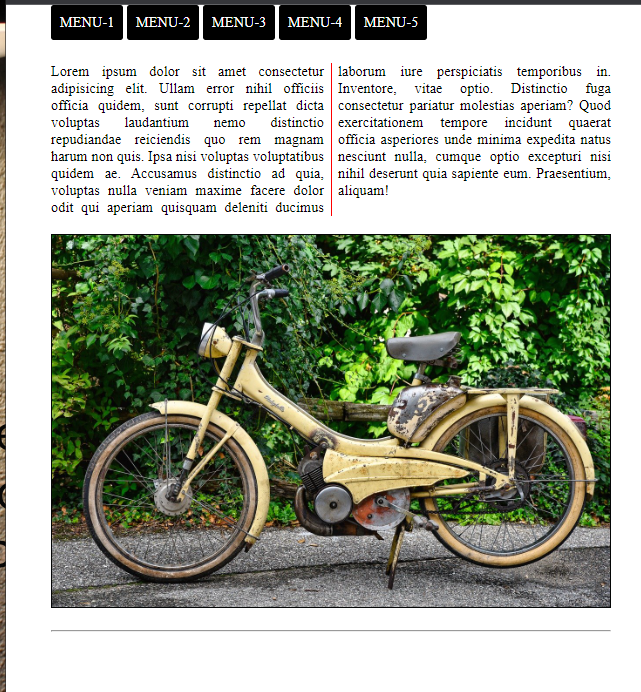 MENU-1 MENU-2 MENU-3 MENU-4 MENU-5
Lorem ipsum dolor sit amet consectetur
adipisicing elit. Ullam error nihil officiis
officia quidem, sunt corrupti repellat dicta
voluptas laudantium nemo distinctio
repudiandae reiciendis quo rem magnam
harum non quis. Ipsa nisi voluptas voluptatibus
quidem ae. Accusamus distinctio ad quia,
voluptas nulla veniam maxime facere dolor
odit qui aperiam quisquam deleniti ducimus
laborum iure perspiciatis temporibus in.
Inventore, vitae optio. Distinctio fuga
consectetur pariatur molestias aperiam? Quod
exercitationem tempore incidunt quaerat
officia asperiores unde minima expedita natus
nesciunt nulla, cumque optio excepturi nisi
nihil deserunt quia sapiente eum. Praesentium,
aliquam!